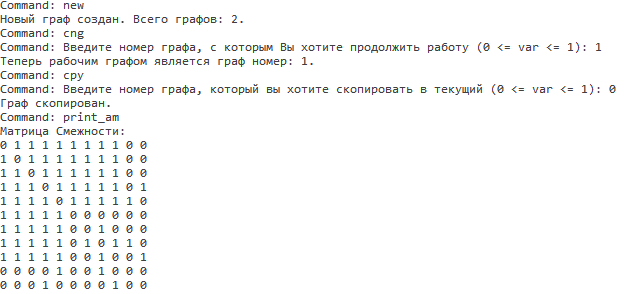 Command: new
Новый граф создан. Всего графов: 2.
Command: cng
Command: Введите номер графа, с которым Вы хотите продолжить работу (0 <= var <= 1): 1
Теперь рабочим графом является граф номер: 1.
Command: cpy
Command: Введите номер графа, который вы хотите скопировать в текущий (0 <= var <= 1): 0
Граф скопирован.
Command: print_am
Матрица Смежности:
0 1 1 1 1 1 1 1 1 0 0
1 0 1 1 1 1 1 1 1 0 0
1 1 0 1 1 1 1 1 1 0 0
1 1 1 0 1 1 1 1 1 0 1
1 1 1 1 0 1 1 1 1 1 0
1 1 1 1 1 0 0 0 0 0 0
1 1 1 1 1 0 0 1 0 0 0
1 1 1 1 1 0 1 0 1 1 0
1 1 1 1 1 0 0 1 0 0 1
0 0 0 0 1 0 0 1 0 0 0
0 0 0 1 0 0 0 0 1 0 0